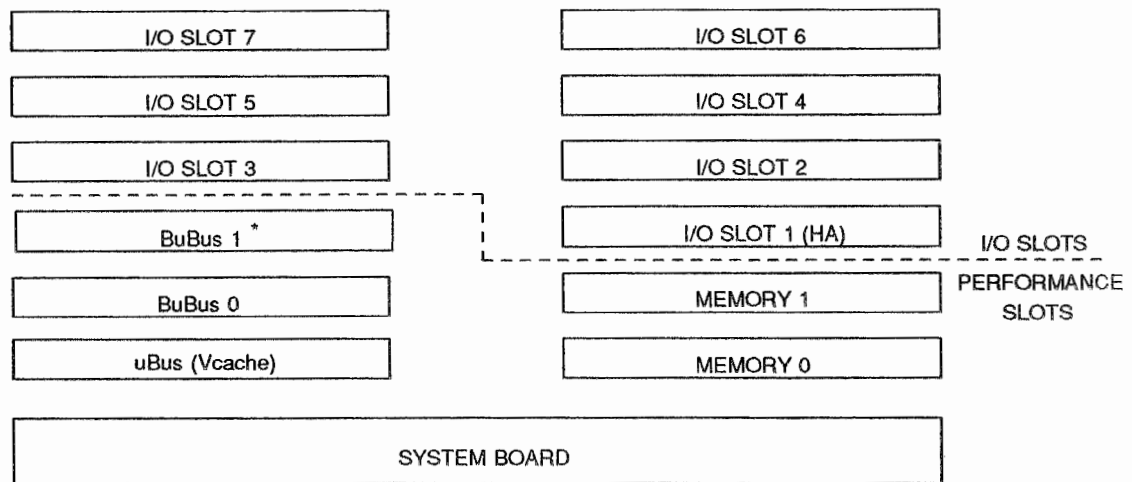 I/O SLOT 7
I/O SLOT 6
I/O SLOT 5
I/O SLOT 4
I/O SLOT 3
I/O SLOT 2
BuBus 1 *
I/O SLOT 1 (HA)
I/O SLOTS
BuBus 0
MEMORY 1
PERFORMANCE
SLOTS
uBus (Vcache)
MEMORY 0
SYSTEM BOARD